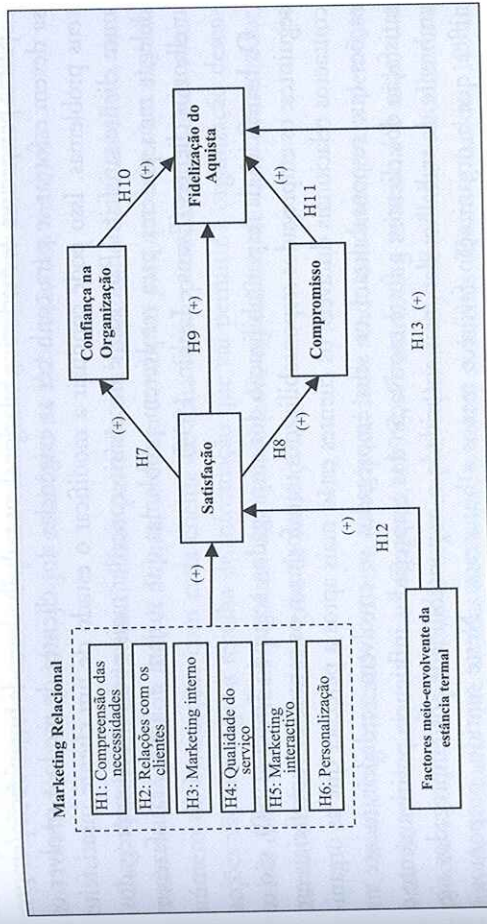 Marketing Relacional
H1: Compreensão das
necessidades
H2: Relações com os
clientes
H3: Marketing interno
H4: Qualidade do
serviço
H5: Marketing
interactivo
H6: Personalização
(+)
Satisfação
H7
(+)
Confiança na
Organização
H10
(+)
H9 (+)
Fidelização do
Aquista
H8
(+)
Compromisso
H11
(+)
Factores meio-envolvente da
estância termal
(+)
H12
H13 (+)